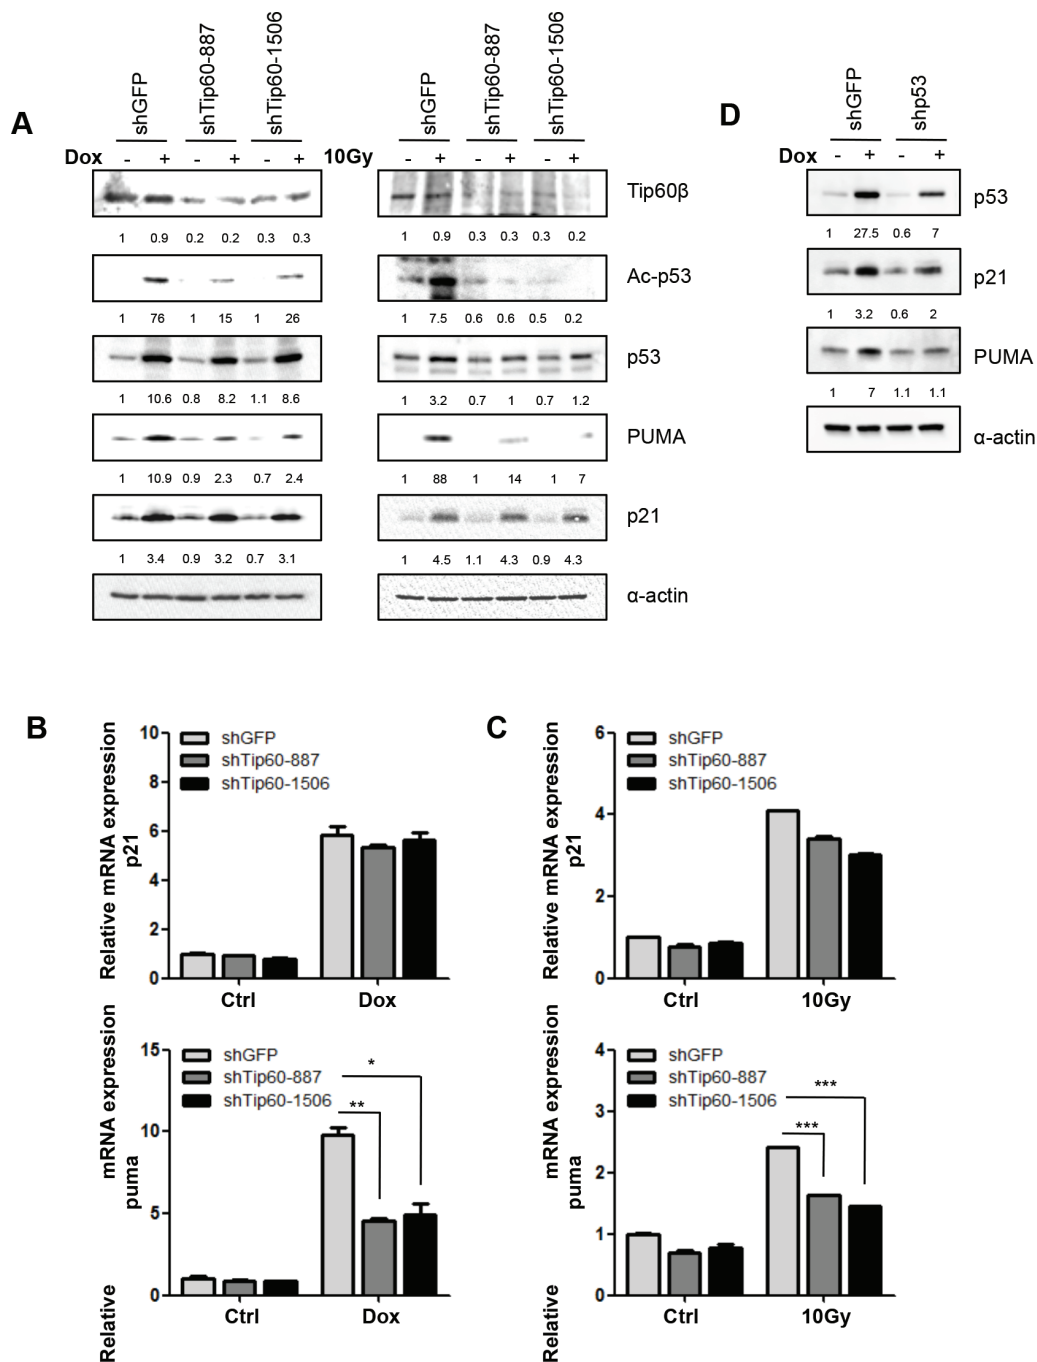 A
shGFP
shTip60-887
shTip60-1506
Dox - + - + - +
1 0.9 0.2 0.2 0.3 0.3
1 76 1 15 1 26
1 10.6 0.8 8.2 1.1 8.6
1 10.9 0.9 2.3 0.7 2.4
1 3.4 0.9 3.2 0.7 3.1
shGFP
shTip60-887
shTip60-1506
10Gy - + - + - +
Tip60β
1 0.9 0.3 0.3 0.3 0.2
Ac-p53
1 7.5 0.6 0.6 0.5 0.2
p53
1 3.2 0.7 1 0.7 1.2
PUMA
1 88 1 14 1 7
p21
1 4.5 1.1 4.3 0.9 4.3
α-actin
D
shGFP
shp53
Dox - + - +
p53
1 27.5 0.6 7
p21
1 3.2 0.6 2
PUMA
1 7 1.1 1.1
α-actin
B
Relative mRNA expression
p21
10
8
6
4
2
0
shGFP
shTip60-887
shTip60-1506
Ctrl
Dox
Relative mRNA expression
puma
15
10
5
0
shGFP
shTip60-887
shTip60-1506
*
**
Ctrl
Dox
C
Relative mRNA expression
p21
6
4
2
0
shGFP
shTip60-887
shTip60-1506
Ctrl
10Gy
Relative mRNA expression
puma
4
3
2
1
0
shGFP
shTip60-887
shTip60-1506
***
***
Ctrl
10Gy